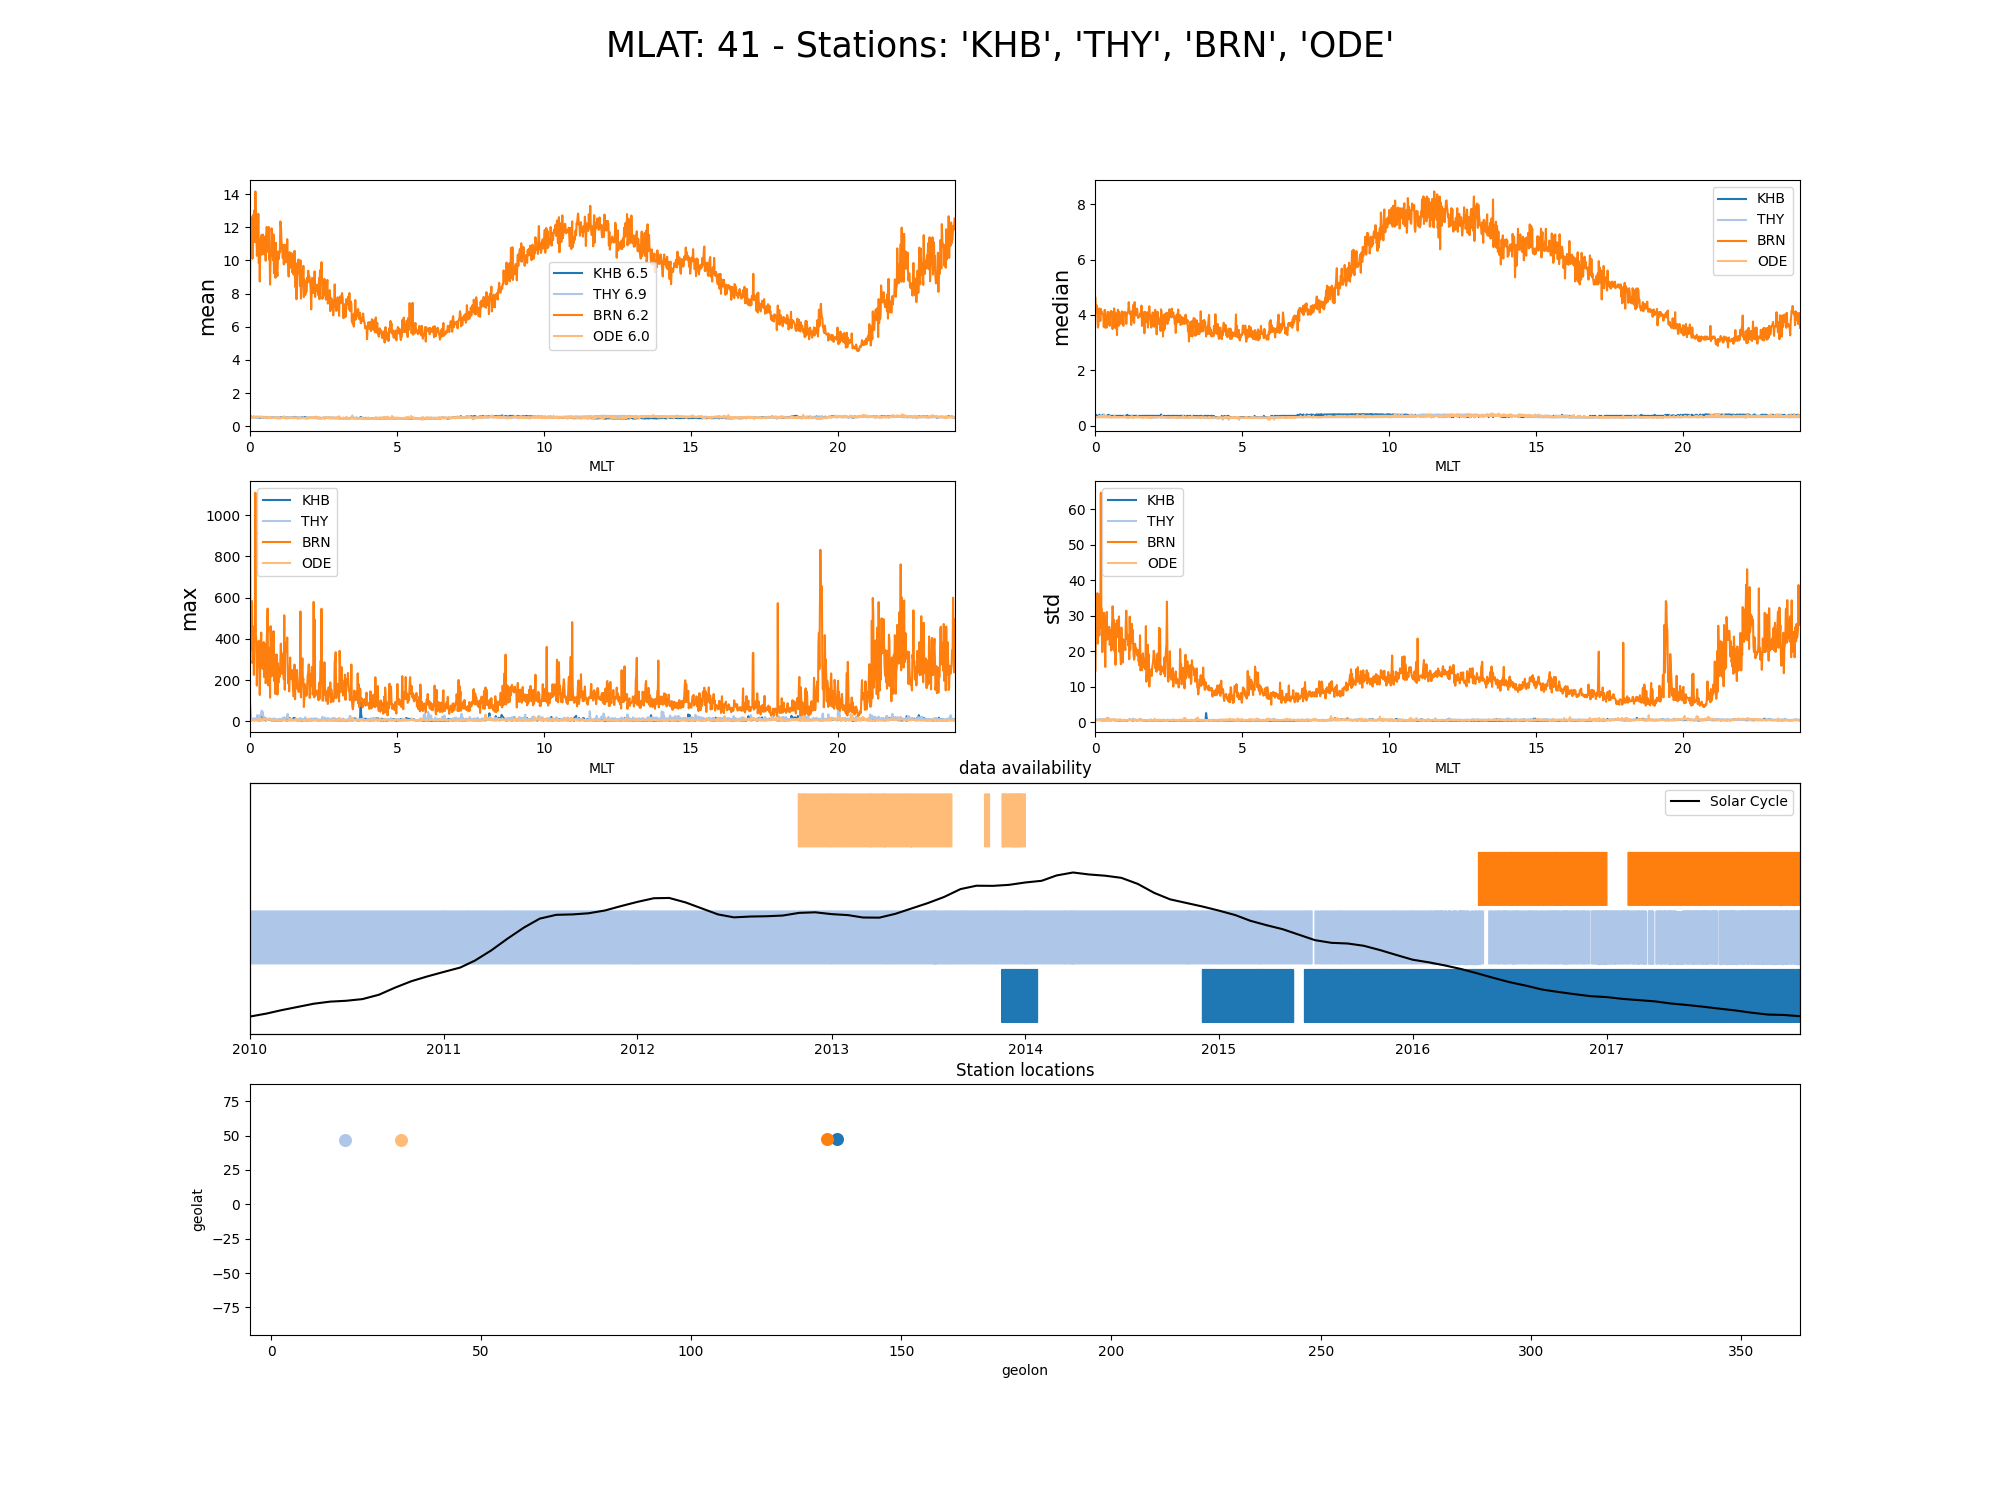 MLAT: 41 - Stations: 'KHB', 'THY', 'BRN', 'ODE'
mean
14
12
10
8
6
4
2
0
KHB 6.5
THY 6.9
BRN 6.2
ODE 6.0
0 5 10 15 20
MLT
median
8
6
4
2
0
KHB
THY
BRN
ODE
0 5 10 15 20
MLT
max
1000
800
600
400
200
0
KHB
THY
BRN
ODE
0 5 10 15 20
MLT
std
60
50
40
30
20
10
0
KHB
THY
BRN
ODE
0 5 10 15 20
MLT
data availability
Solar Cycle
2010 2011 2012 2013 2014 2015 2016 2017
Station locations
geolat
75
50
25
0
−25
−50
−75
0 50 100 150 200 250 300 350
geolon